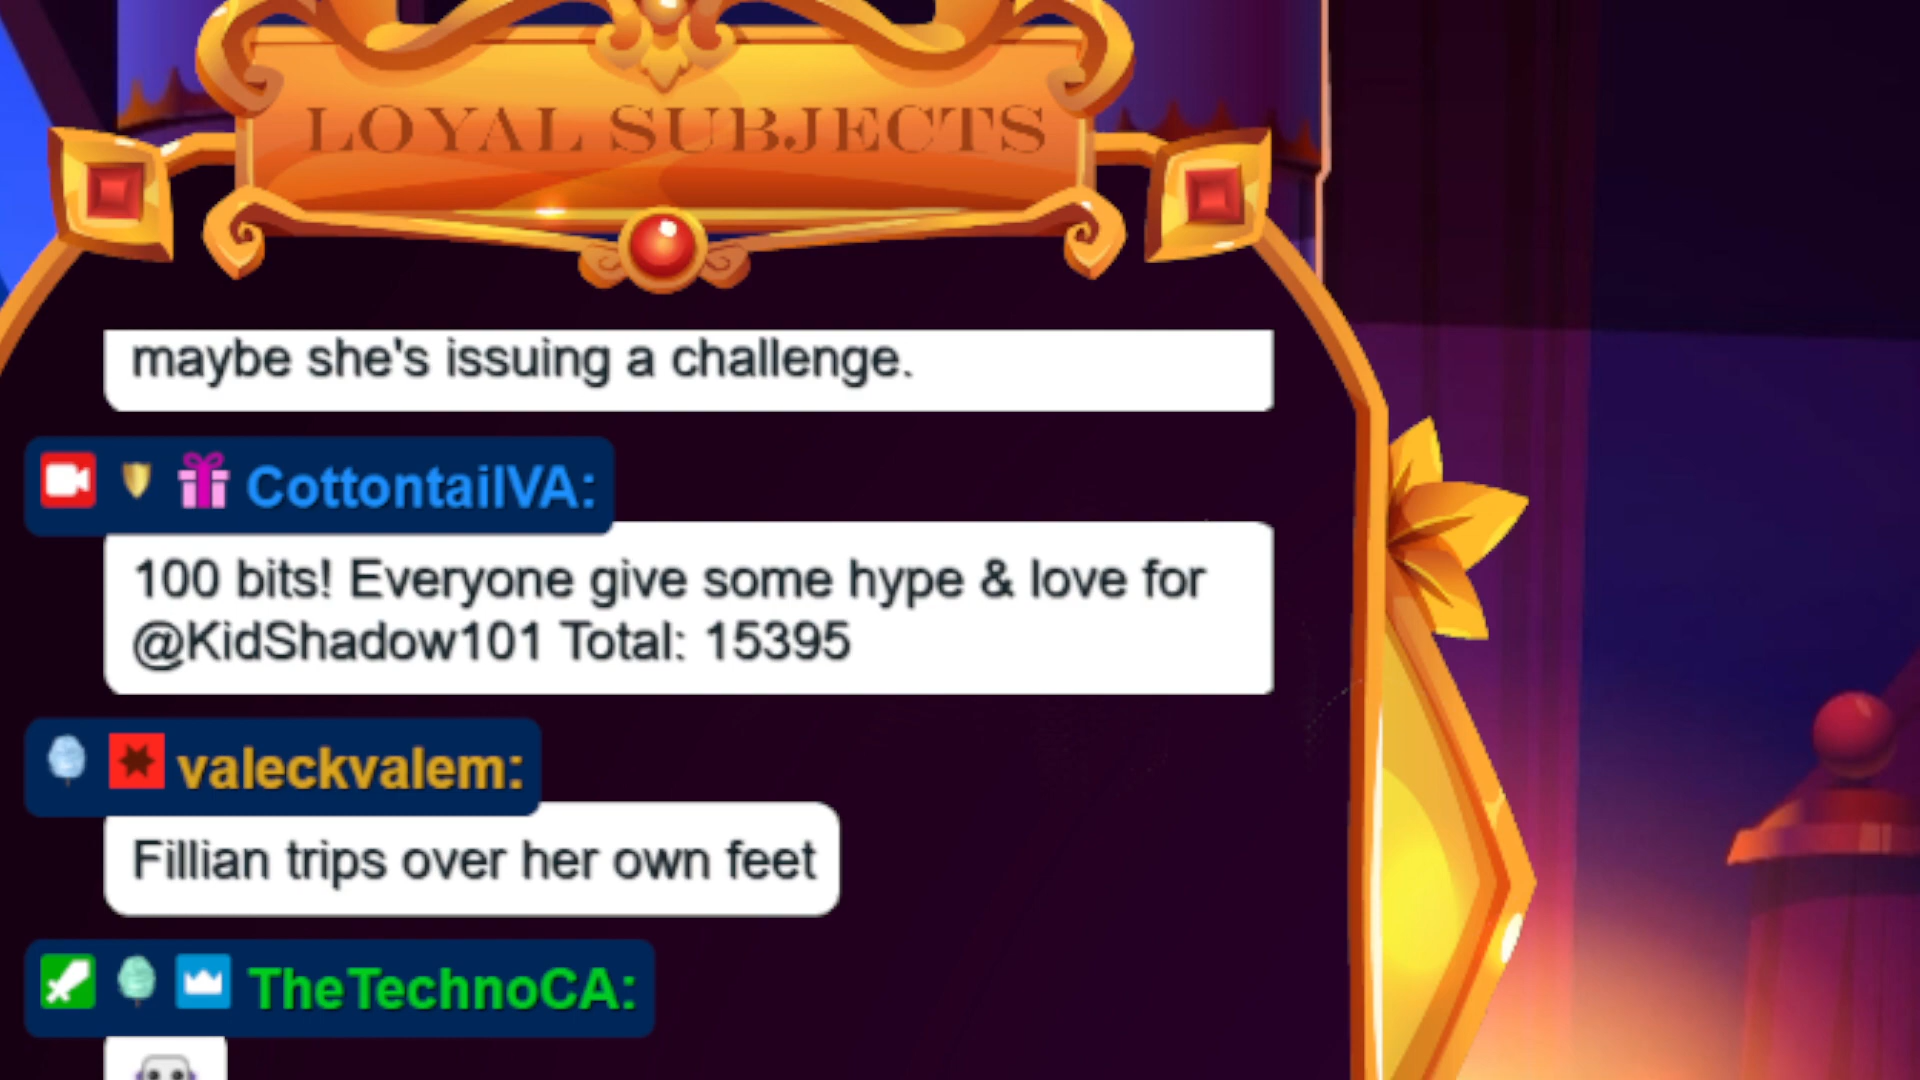 LOYAL SUBJECTS
maybe she's issuing a challenge.
CottontailVA:
100 bits! Everyone give some hype & love for
@KidShadow101 Total: 15395
valeckvalem:
Fillian trips over her own feet
TheTechnoCA: